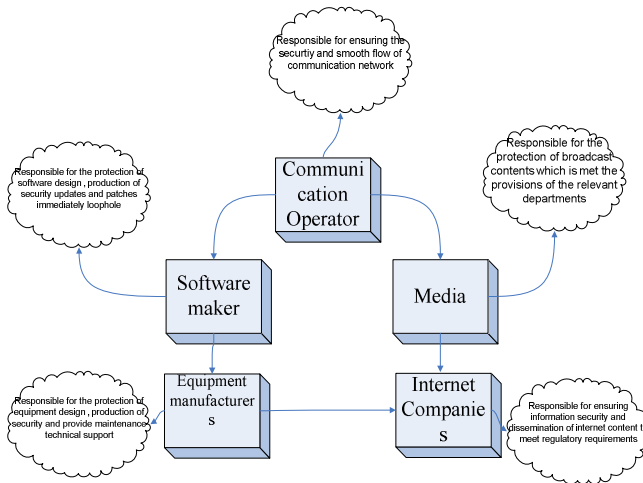 Responsible for ensuring the
securtiy and smooth flow of
communication network
Responsible for the protection of
software design , production of
security updates and patches
immediately loophole
Communi
cation
Operator
Responsible for the
protection of broadcast
contents which is met the
provisions of the relevant
departments
Software
maker
Media
Responsible for the protection of
equipment design , production of
security and provide maintenance
technical support
Equipment
manufacturer
s
Internet
Companie
s
Responsible for ensuring
information security and
dissemination of internet content t
meet regulatory requirements